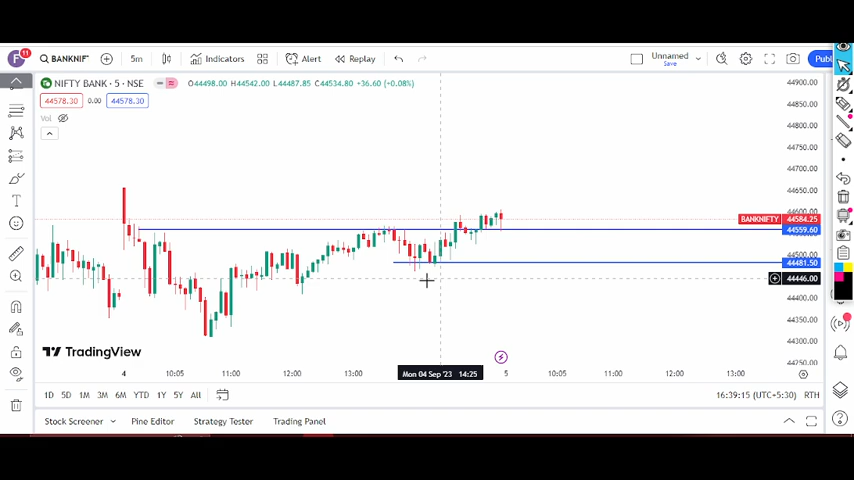 F 11 BANKNIF 5m Indicators Alert Replay Unnamed Save Publ
NIFTY BANK · 5 · NSE O44498.00 H44542.00 L44487.85 C44534.80 +36.60 (+0.08%)
44578.30 0.00 44578.30
Vol
44900.00
44850.00
44800.00
44750.00
44700.00
44650.00
44600.00
BANKNIFTY 44584.25
44559.60
44500.00
44481.50
44446.00
44400.00
44350.00
44300.00
44250.00
TradingView
4 10:05 11:00 12:00 13:00 Mon 04 Sep '23 14:25 5 10:05 11:00 12:00 13:00
1D 5D 1M 3M 6M YTD 1Y 5Y All 16:39:15 (UTC+5:30) RTH
Stock Screener Pine Editor Strategy Tester Trading Panel